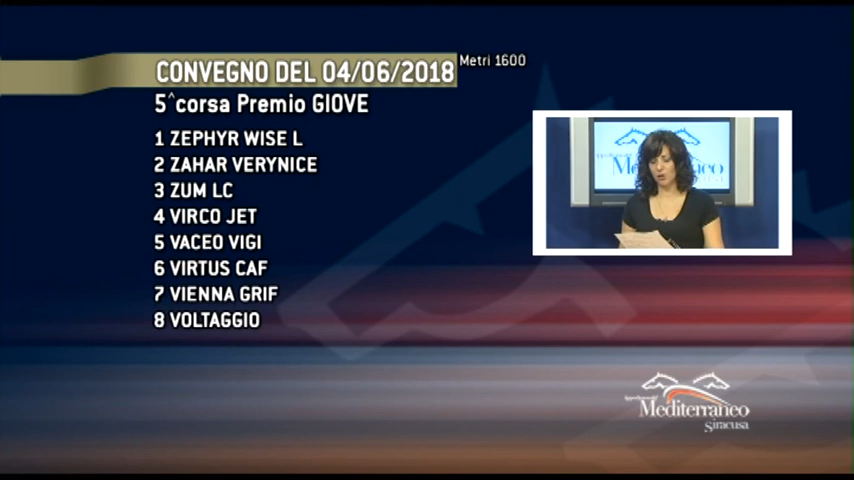 CONVEGNO DEL 04/06/2018
Metri 1600
5^corsa Premio GIOVE
1 ZEPHYR WISE L
2 ZAHAR VERYNICE
3 ZUM LC
4 VIRCO JET
5 VACEO VIGI
6 VIRTUS CAF
7 VIENNA GRIF
8 VOLTAGGIO
Mediterraneo
Mediterraneo
Siracusa